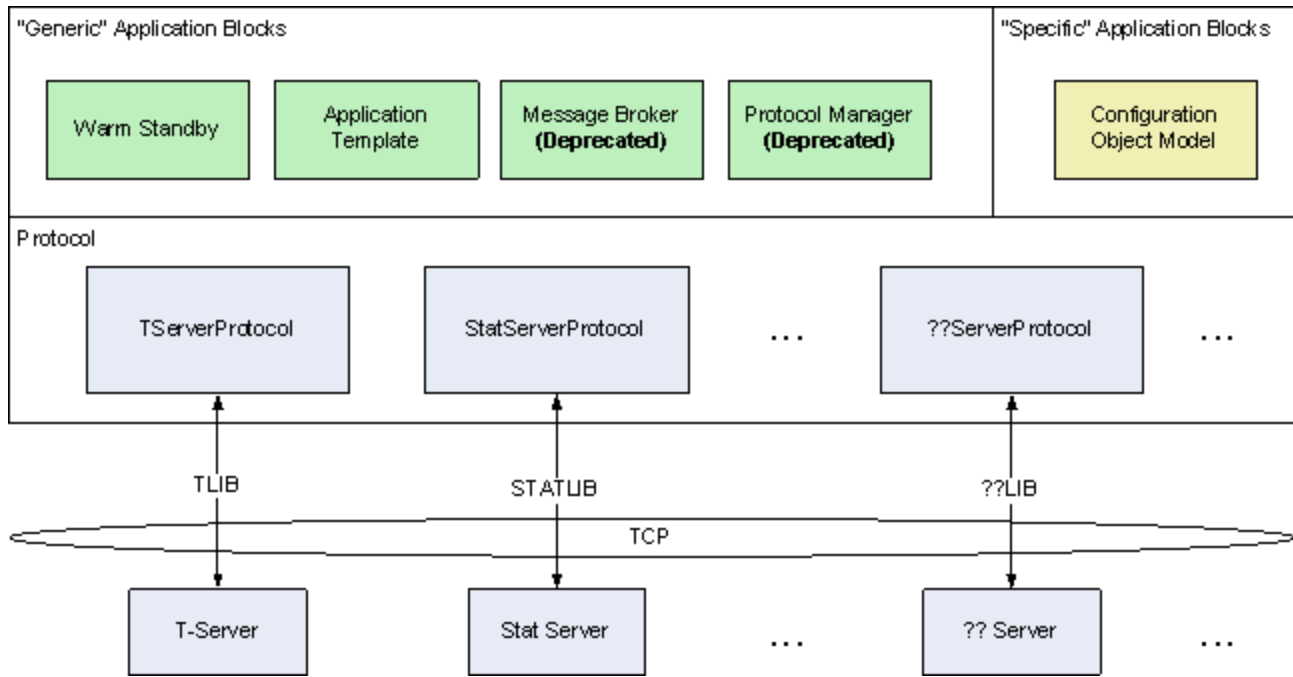 "Generic" Application Blocks
"Specific" Application Blocks
Warm Standby
Application
Template
Message Broker
(Deprecated)
Protocol Manager
(Deprecated)
Configuration
Object Model
Protocol
TServerProtocol
StatServerProtocol
...
??ServerProtocol
...
TLIB
STATLIB
??LIB
TCP
T-Server
Stat Server
...
?? Server
...